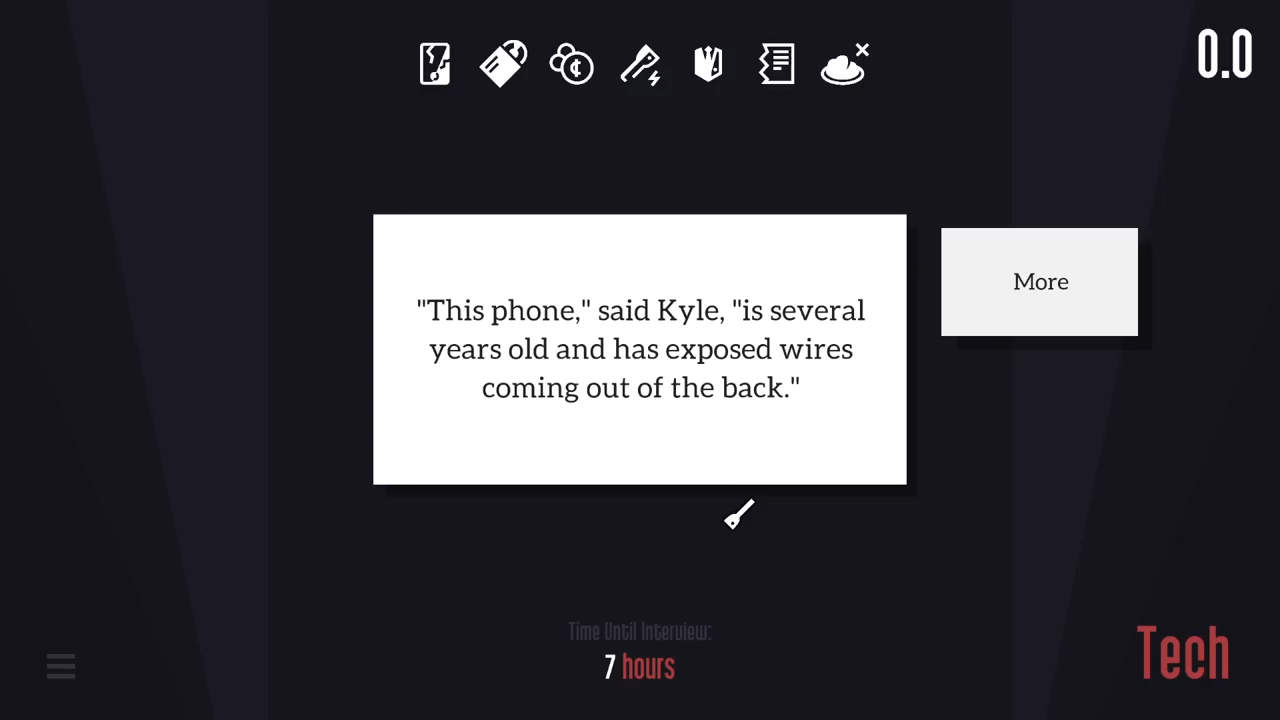 0.0
"This phone," said Kyle, "is several
years old and has exposed wires
coming out of the back."
More
Time Until Interview:
7 hours
Tech